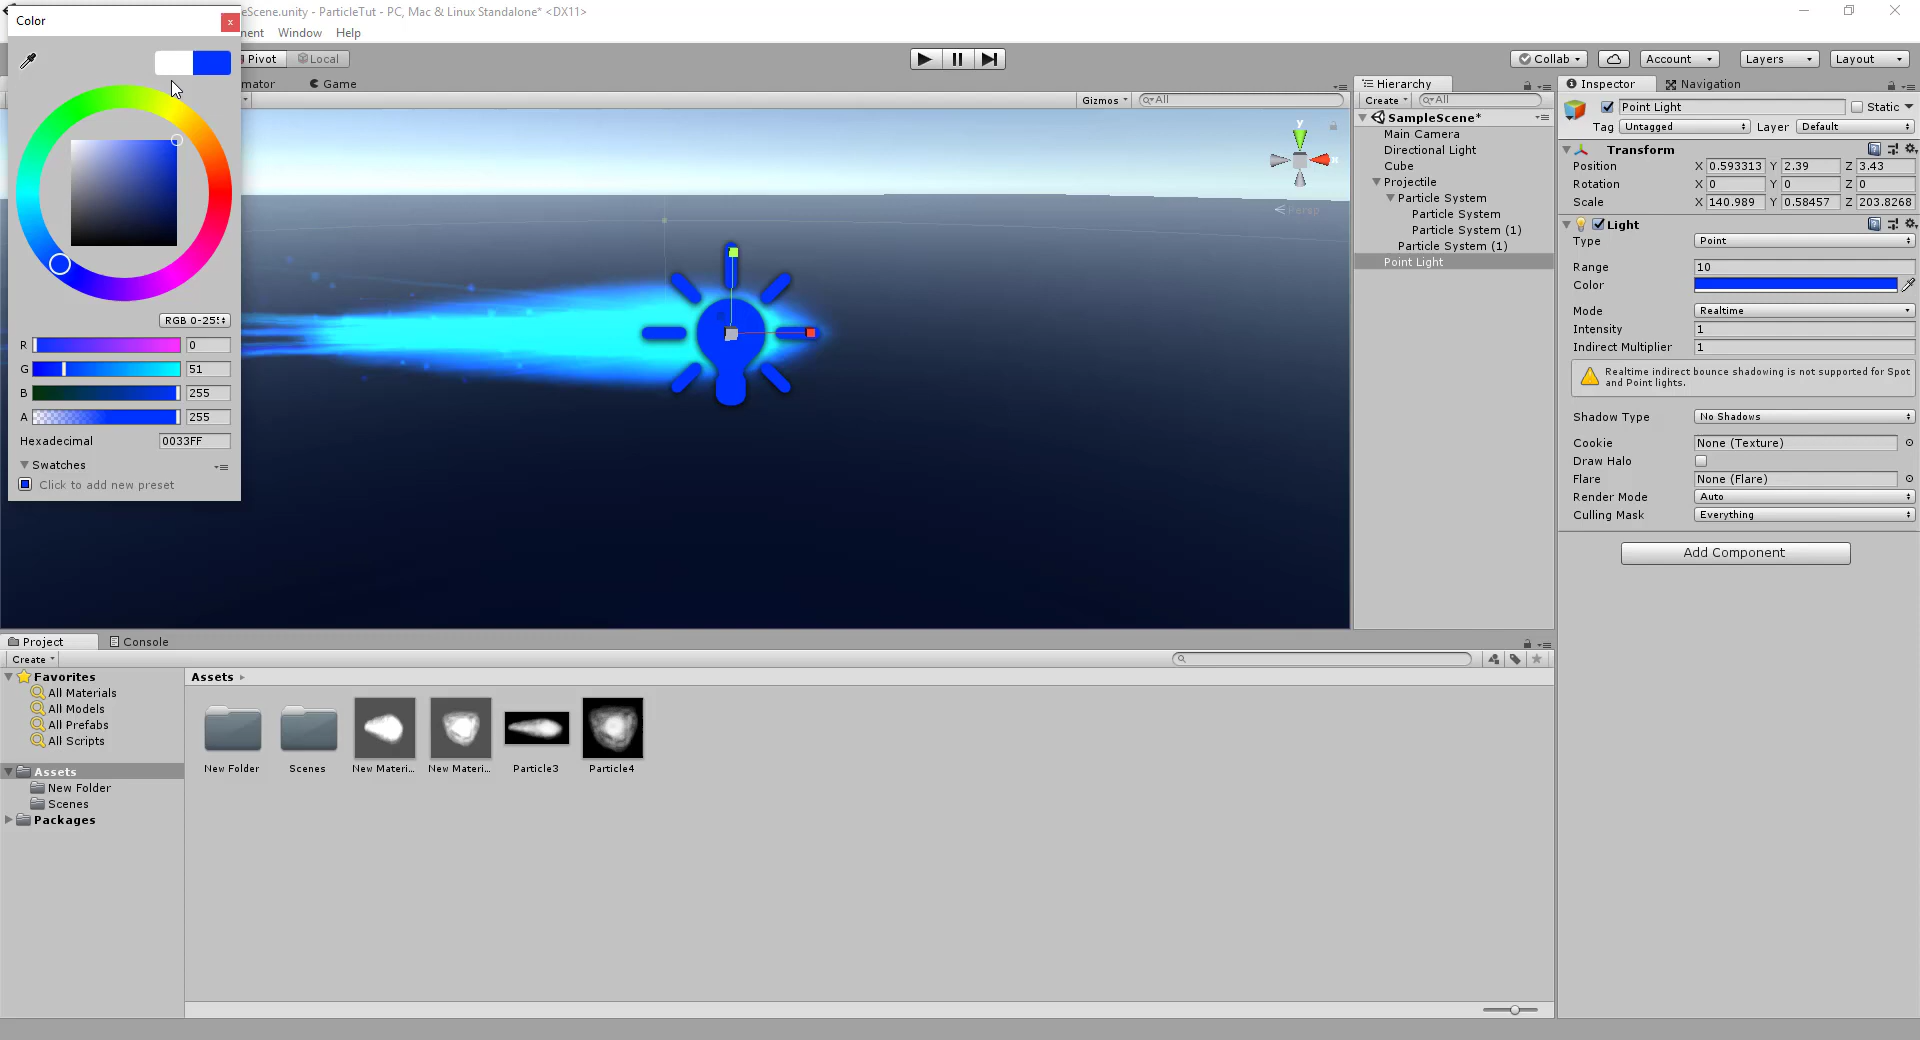 Color
eScene.unity - ParticleTut - PC, Mac & Linux Standalone* <DX11>
nent Window Help
Pivot Local
Collab Account Layers Layout
mator Game
Gizmos All
y
x
Persp
RGB 0-25
R 0
G 51
B 255
A 255
Hexadecimal 0033FF
Swatches
Click to add new preset
Hierarchy
Create All
SampleScene*
Main Camera
Directional Light
Cube
Projectile
Particle System
Particle System
Particle System (1)
Particle System (1)
Point Light
Inspector Navigation
Point Light Static
Tag Untagged Layer Default
Transform
Position X 0.593313 Y 2.39 Z 3.43
Rotation X 0 Y 0 Z 0
Scale X 140.989 Y 0.58457 Z 203.8268
Light
Type Point
Range 10
Color
Mode Realtime
Intensity 1
Indirect Multiplier 1
Realtime indirect bounce shadowing is not supported for Spot
and Point lights.
Shadow Type No Shadows
Cookie None (Texture)
Draw Halo
Flare None (Flare)
Render Mode Auto
Culling Mask Everything
Add Component
Project Console
Create
Favorites
All Materials
All Models
All Prefabs
All Scripts
Assets
New Folder
Scenes
Packages
Assets
New Folder Scenes New Materi... New Materi... Particle3 Particle4